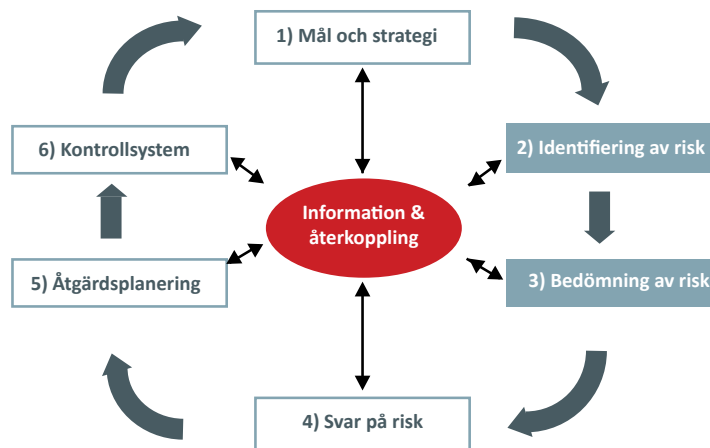 1) Mål och strategi
2) Identifiering av risk
3) Bedömning av risk
4) Svar på risk
5) Åtgärdsplanering
6) Kontrollsystem
Information &
återkoppling